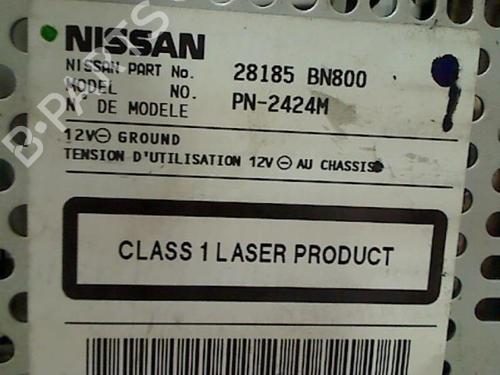 NISSAN
NISSAN PART No. 28185 BN800
MODEL NO. PN-2424M
N° DE MODELE
12V⊖ GROUND
TENSION D'UTILISATION 12V⊖ AU CHASSIS
CLASS 1 LASER PRODUCT
B-PARTS